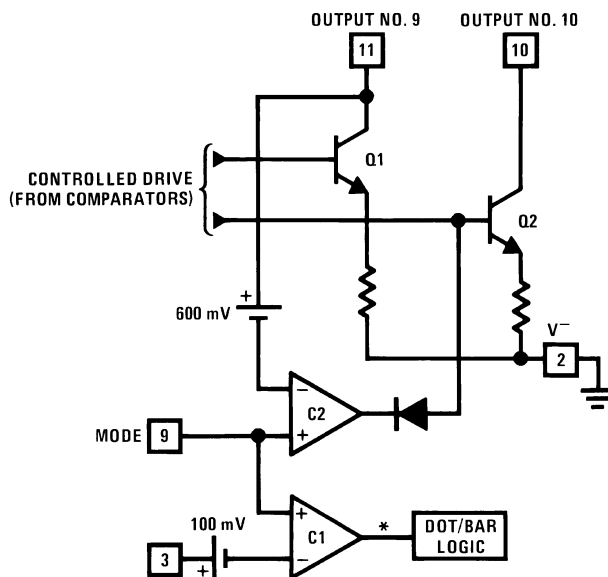 OUTPUT NO. 9
OUTPUT NO. 10
11
10
Q1
CONTROLLED DRIVE
(FROM COMPARATORS)
Q2
+
600 mV
V−
2
−
C2
+
MODE
9
100 mV
+
C1
−
*
DOT/BAR
LOGIC
3
+